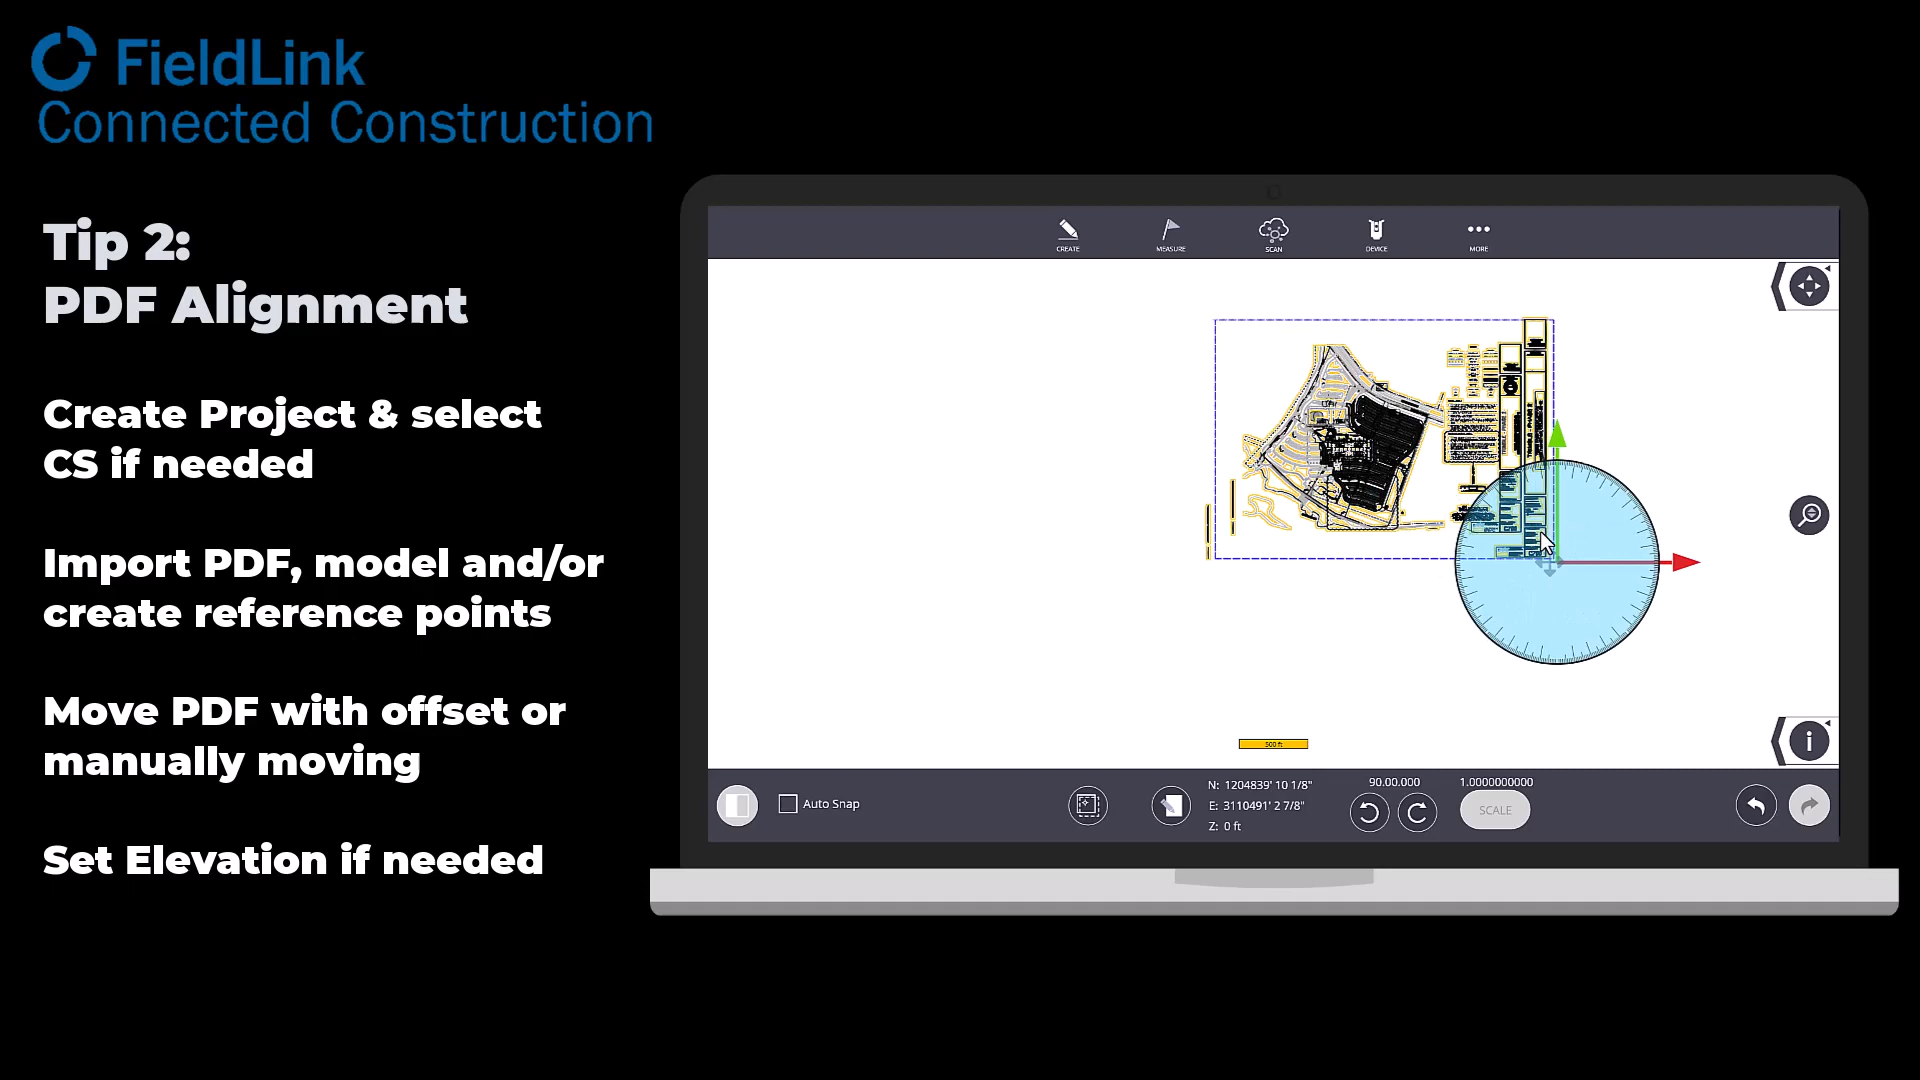 FieldLink
Connected Construction
Tip 2:
PDF Alignment
Create Project & select
CS if needed
Import PDF, model and/or
create reference points
Move PDF with offset or
manually moving
Set Elevation if needed
CREATE
MEASURE
SCAN
DEVICE
MORE
500 ft
Auto Snap
N: 1204839' 10 1/8"
E: 3110491' 2 7/8"
Z: 0 ft
90.00.000
1.0000000000
SCALE